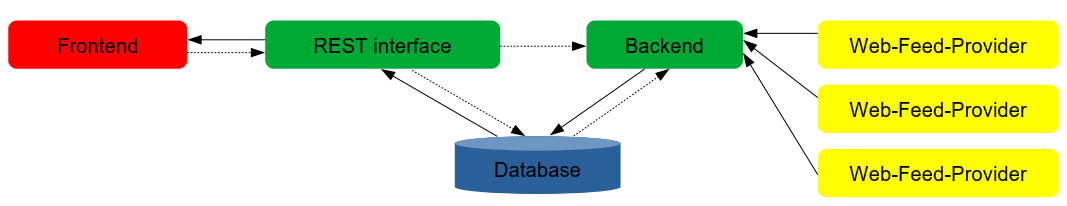 Frontend
REST interface
Backend
Web-Feed-Provider
Web-Feed-Provider
Database
Web-Feed-Provider